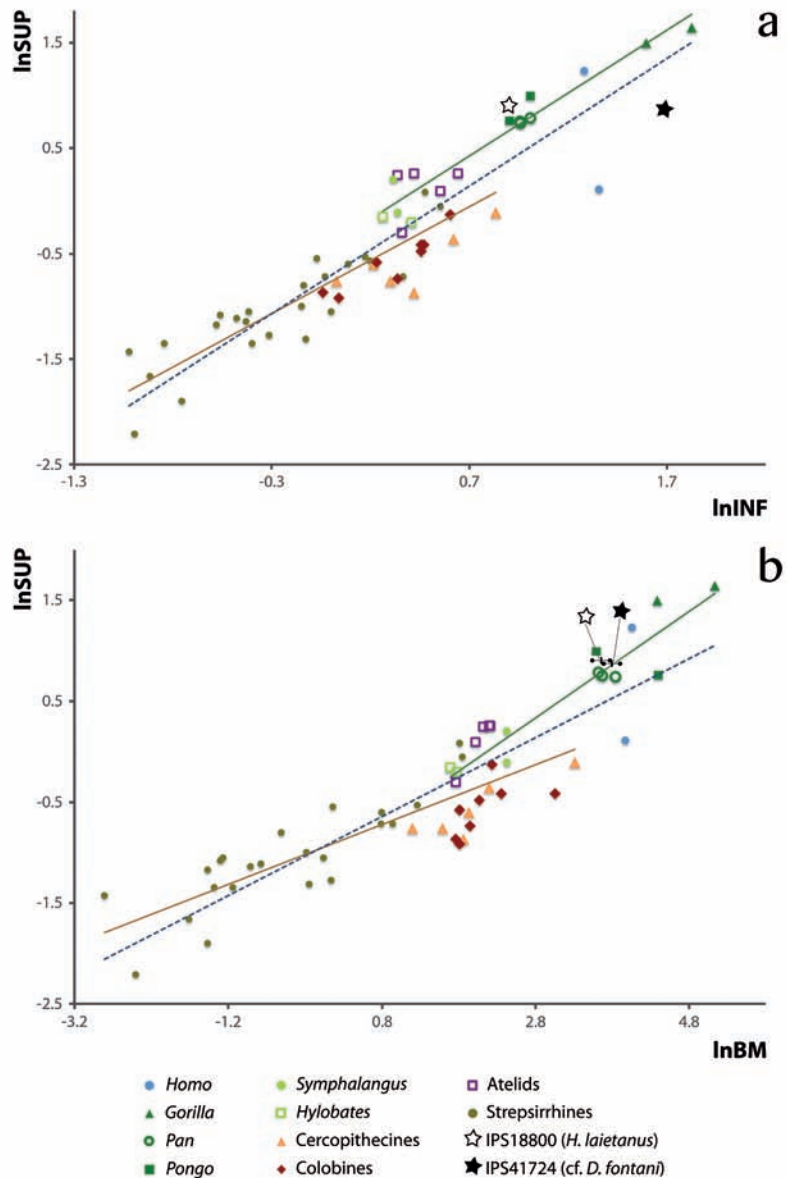 lnSUP
a
1.5
0.5
-0.5
-1.5
-2.5
-1.3
-0.3
0.7
1.7
lnINF
lnSUP
b
1.5
0.5
-0.5
-1.5
-2.5
-3.2
-1.2
0.8
2.8
4.8
lnBM
Homo
Symphalangus
Atelids
Gorilla
Hylobates
Strepsirrhines
Pan
Cercopithecines
IPS18800 (H. laietanus)
Pongo
Colobines
IPS41724 (cf. D. fontani)